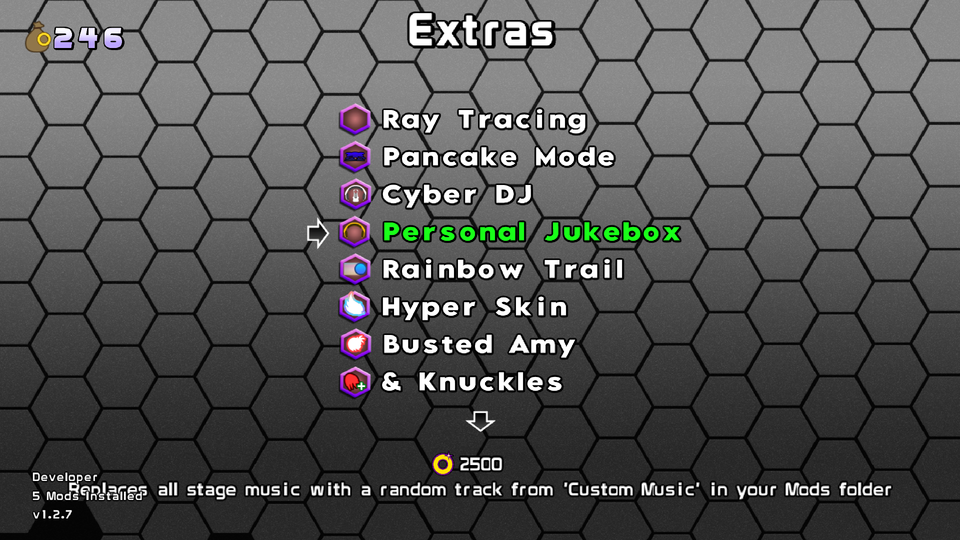 246
Extras
Ray Tracing
Pancake Mode
Cyber DJ
Personal Jukebox
Rainbow Trail
Hyper Skin
Busted Amy
& Knuckles
2500
Replaces all stage music with a random track from 'Custom Music' in your Mods folder
Developer
5 Mods Installed
v1.2.7